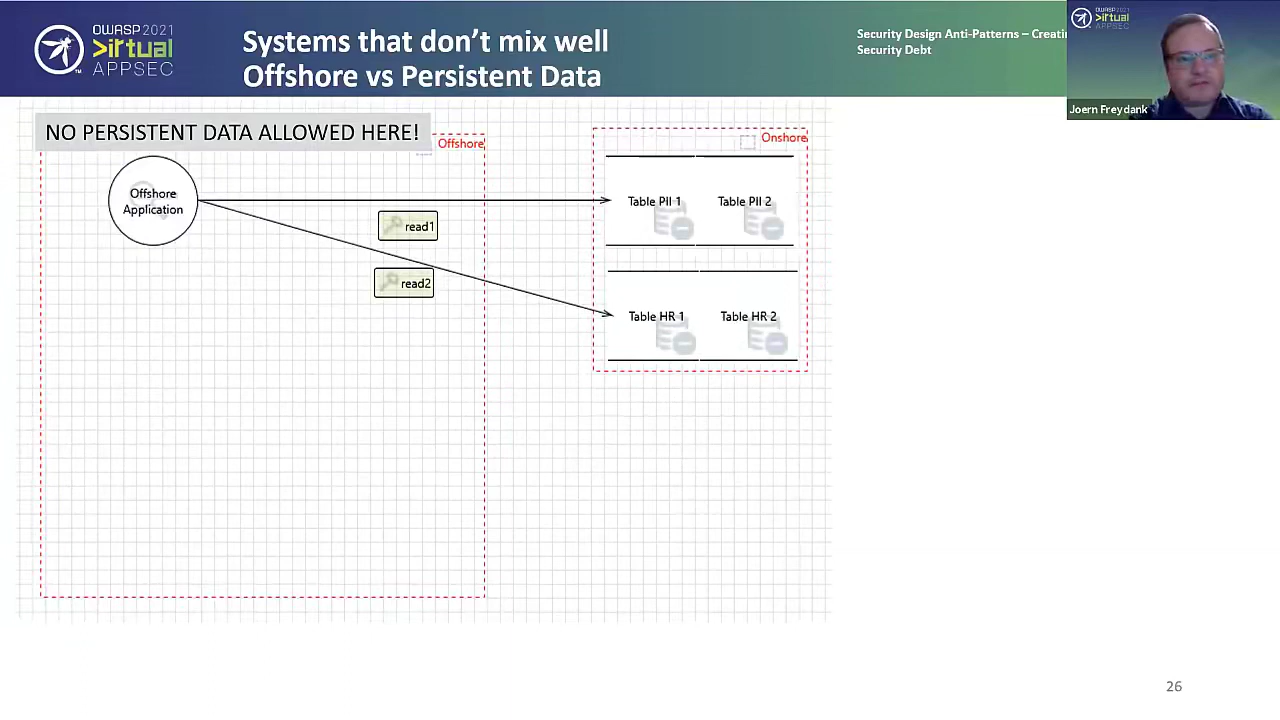 OWASP 2021
Virtual
APPSEC
Systems that don't mix well
Offshore vs Persistent Data
Security Design Anti-Patterns – Creati
Security Debt
OWASP 2021
Virtual
APPSEC
Joern Freydank
NO PERSISTENT DATA ALLOWED HERE!
Offshore
Onshore
Offshore
Application
Table PII 1
Table PII 2
read1
read2
Table HR 1
Table HR 2
26